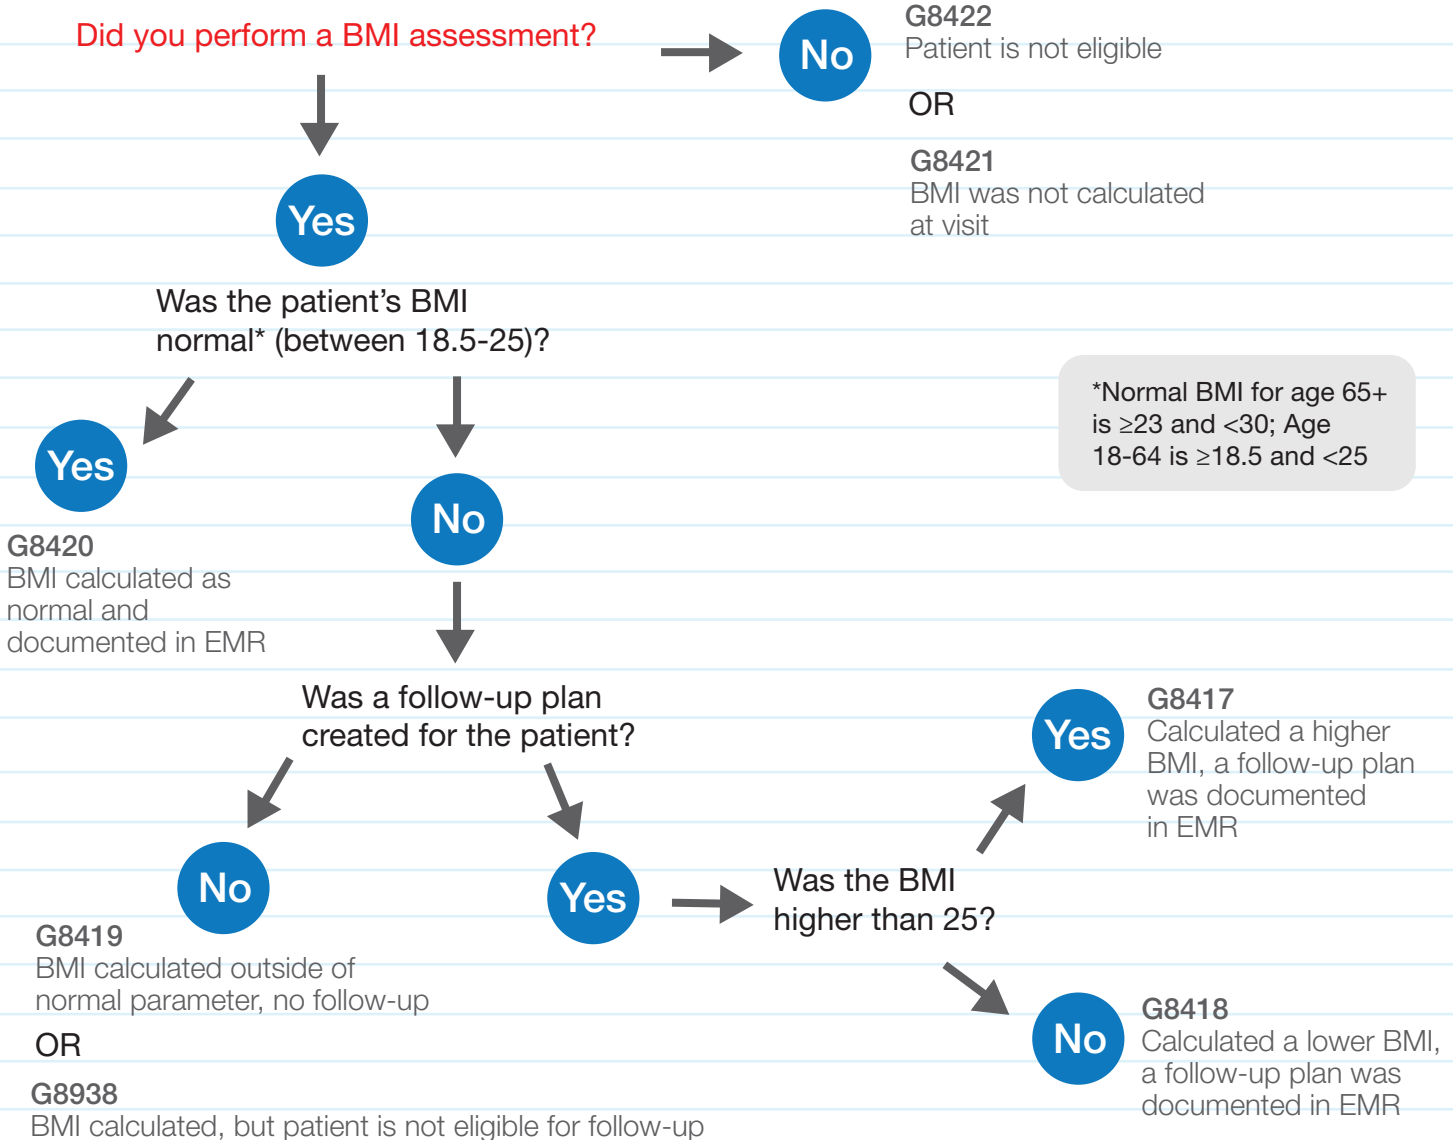 Did you perform a BMI assessment?
No
G8422
Patient is not eligible
OR
G8421
BMI was not calculated
at visit
Yes
Was the patient's BMI
normal* (between 18.5-25)?
*Normal BMI for age 65+
is ≥23 and <30; Age
18-64 is ≥18.5 and <25
Yes
G8420
BMI calculated as
normal and
documented in EMR
No
Was a follow-up plan
created for the patient?
No
G8419
BMI calculated outside of
normal parameter, no follow-up
OR
G8938
BMI calculated, but patient is not eligible for follow-up
Yes
Was the BMI
higher than 25?
Yes
G8417
Calculated a higher
BMI, a follow-up plan
was documented
in EMR
No
G8418
Calculated a lower BMI,
a follow-up plan was
documented in EMR